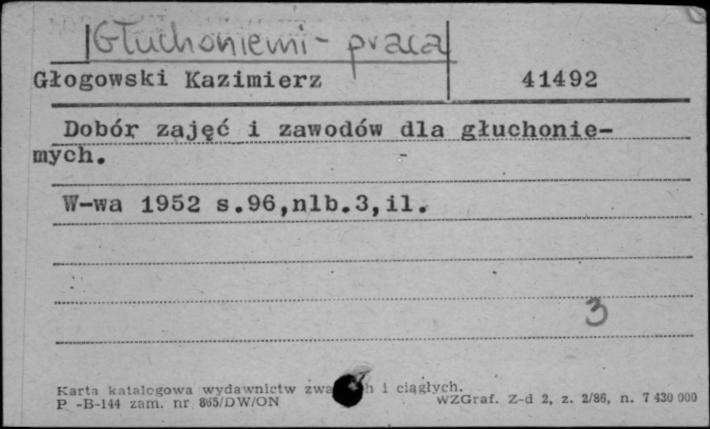 Głuchoniemi - praca
Głogowski Kazimierz 41492
Dobór zajęć i zawodów dla głuchonie-
mych.
W-wa 1952 s.96,nlb.3,il.
3
Karta katalogowa wydawnictw i ciągłych.
P -B-144 zam. nr 865/DW/ON WZGraf. Z-d 2, z. 2/86, n. 7 430 000